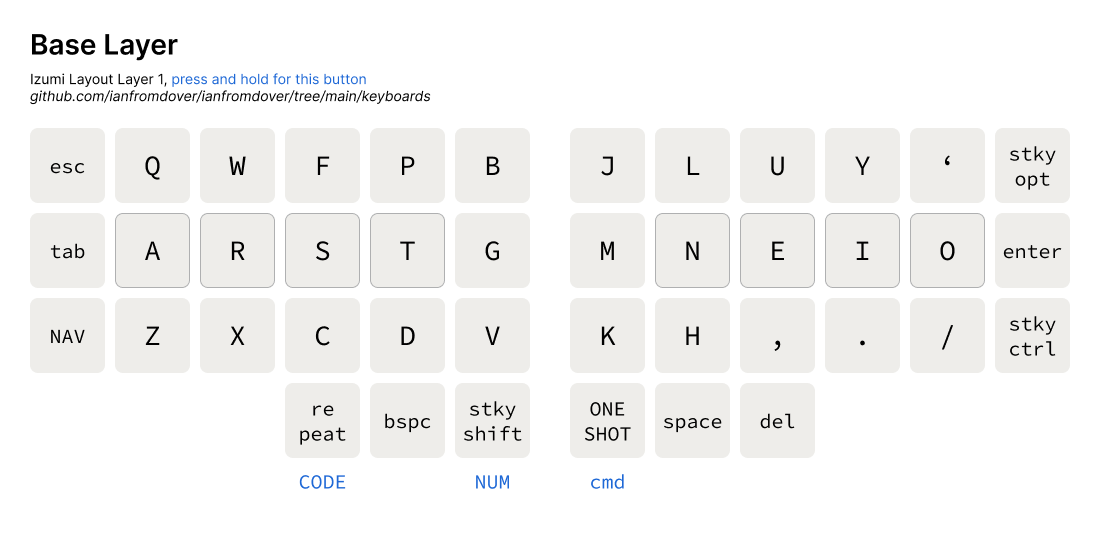 Base Layer
Izumi Layout Layer 1, press and hold for this button
github.com/ianfromdover/ianfromdover/tree/main/keyboards
esc Q W F P B J L U Y ‘ stky opt
tab A R S T G M N E I O enter
NAV Z X C D V K H , . / stky ctrl
re peat bspc stky shift ONE SHOT space del
CODE NUM cmd